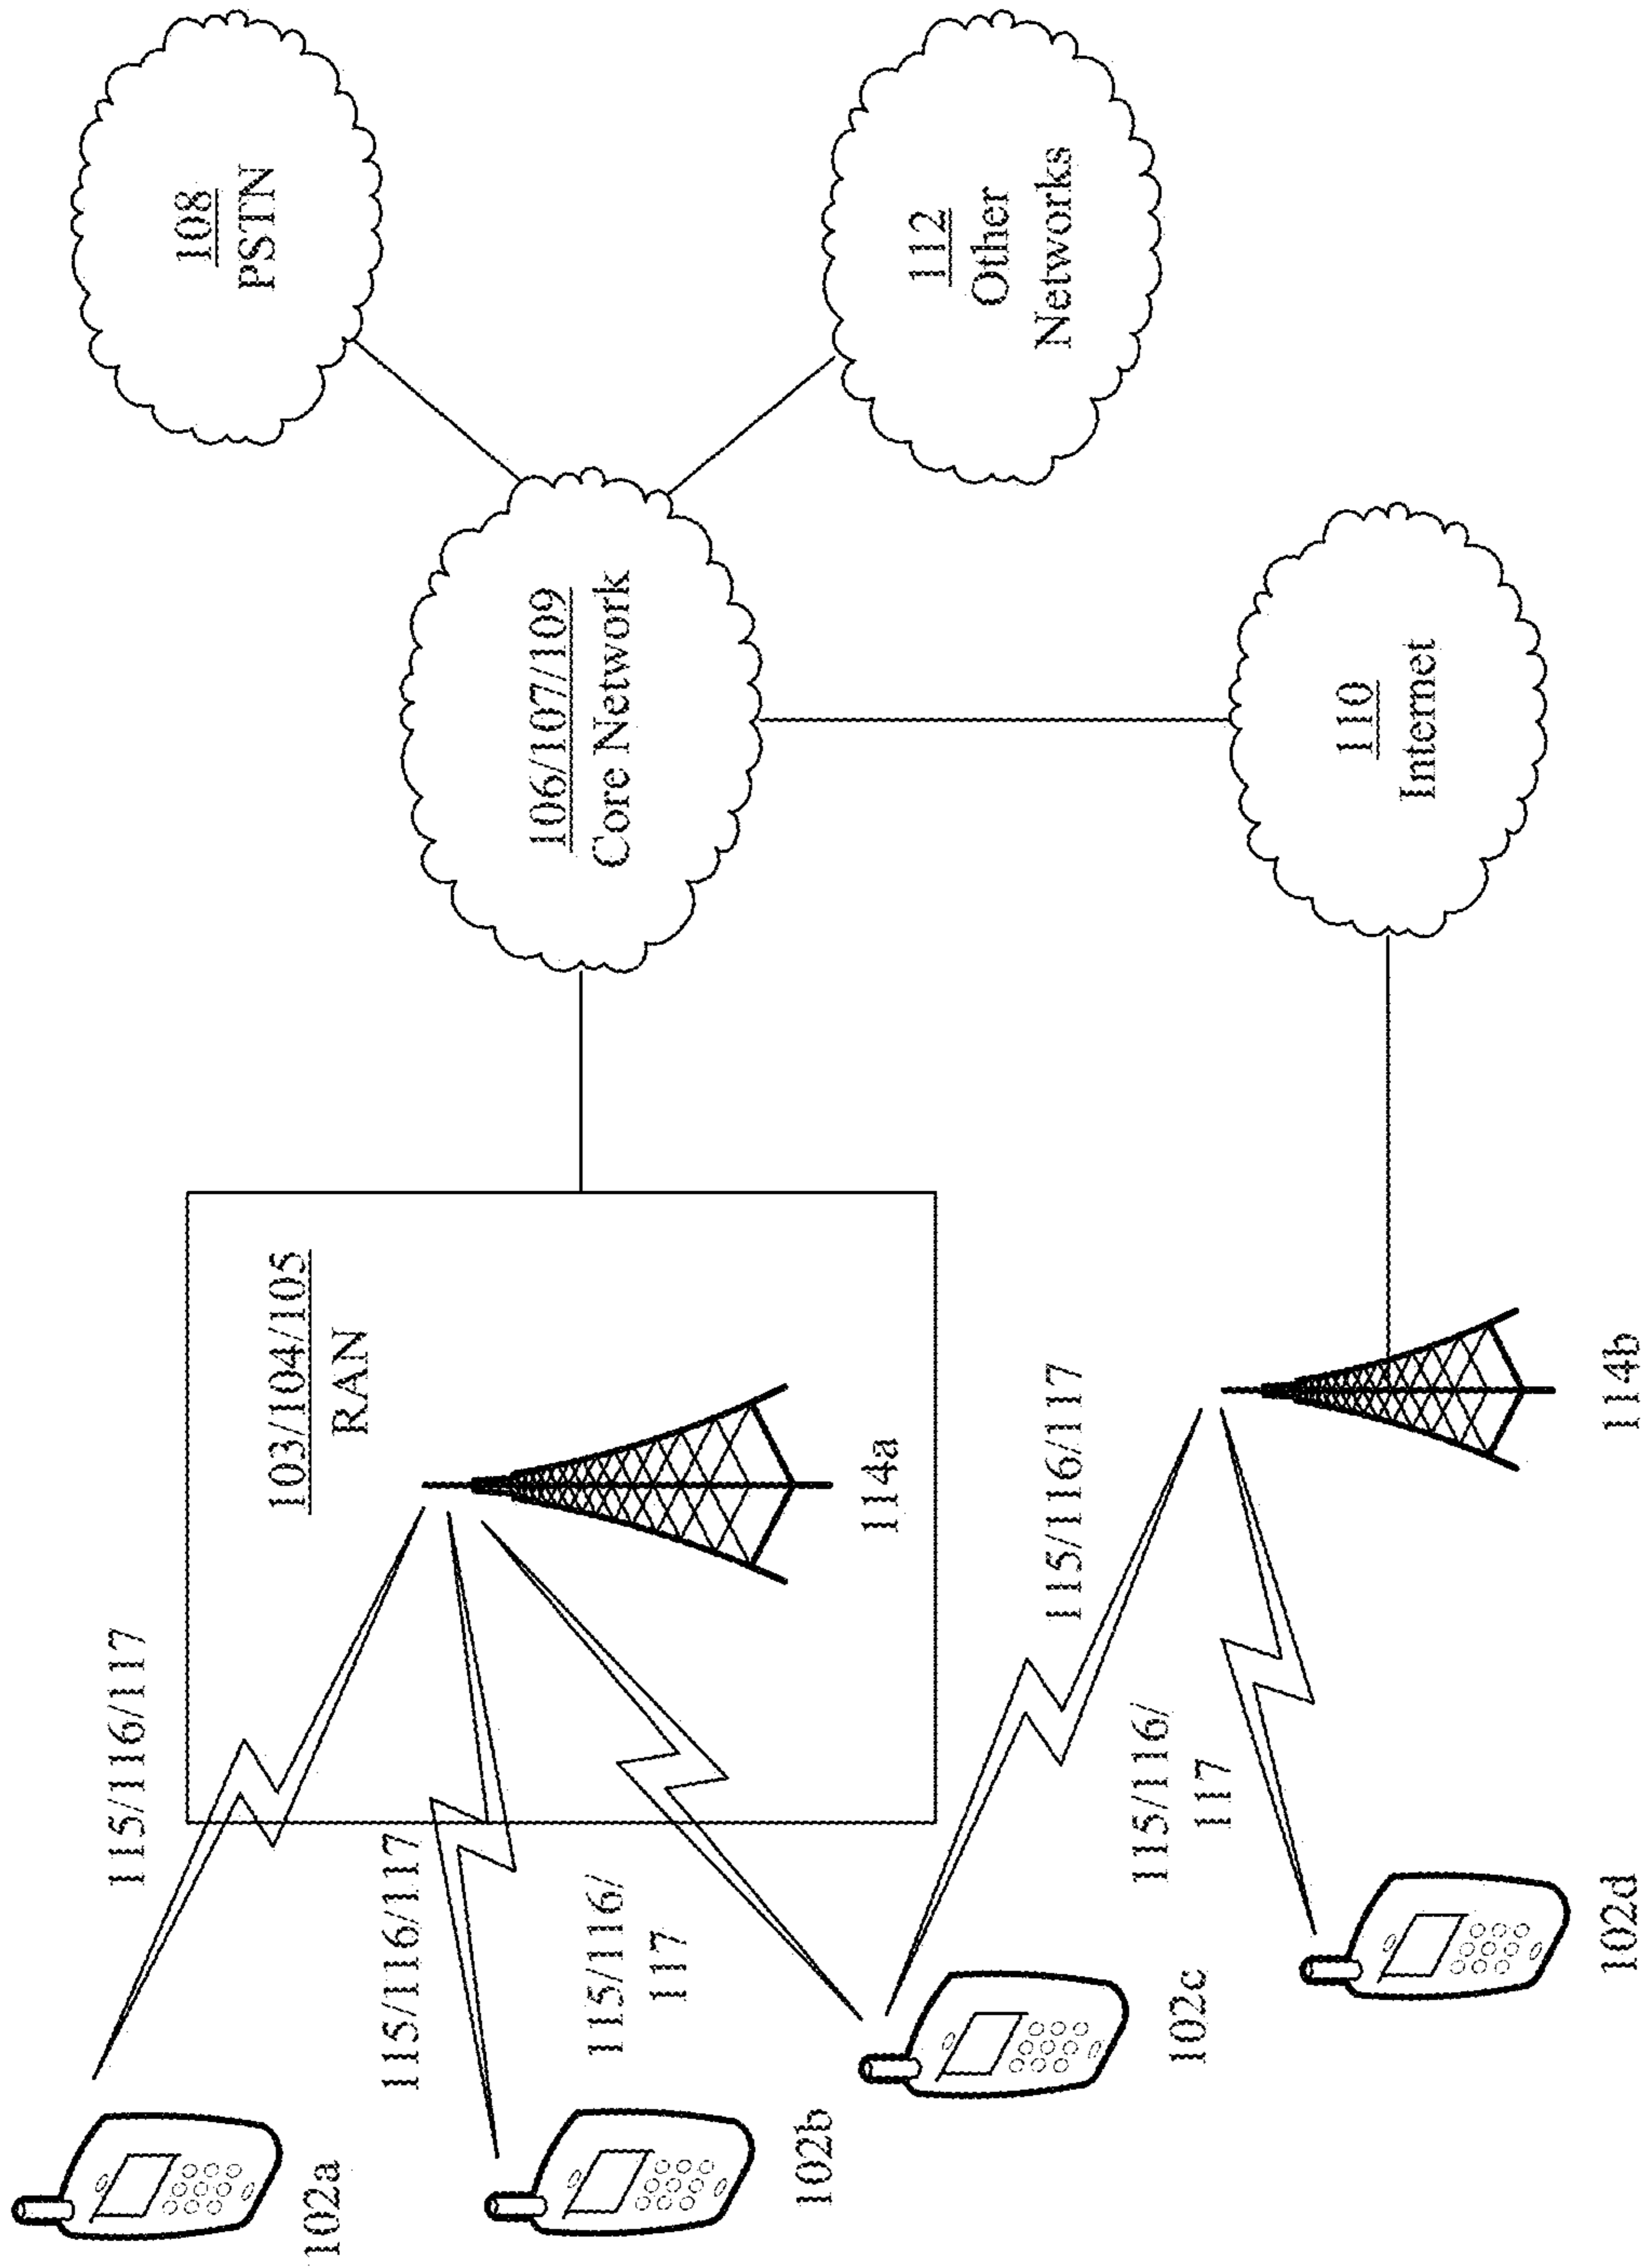 102a
115/116/117
103/104/105
RAN
108
PSTN
106/107/109
Core Network
102b
115/116/117
115/116/
117
114a
112
Other
Networks
102c
115/116/117
115/116/
117
110
Internet
102d
114b